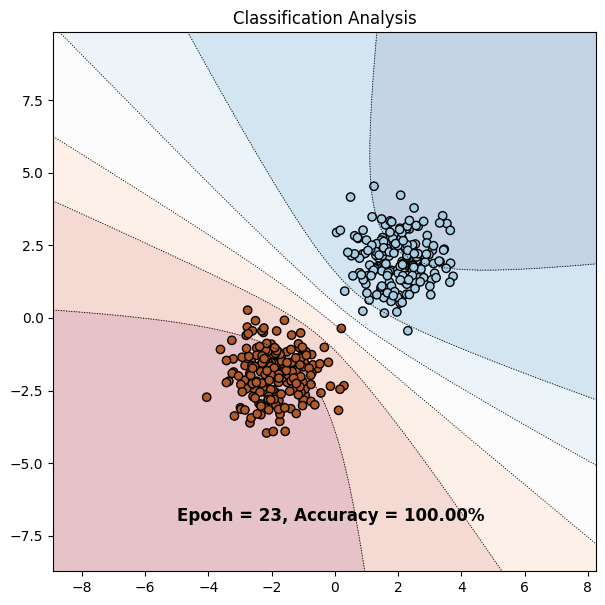 Classification Analysis
7.5
5.0
2.5
0.0
−2.5
−5.0
−7.5
Epoch = 23, Accuracy = 100.00%
−8 −6 −4 −2 0 2 4 6 8